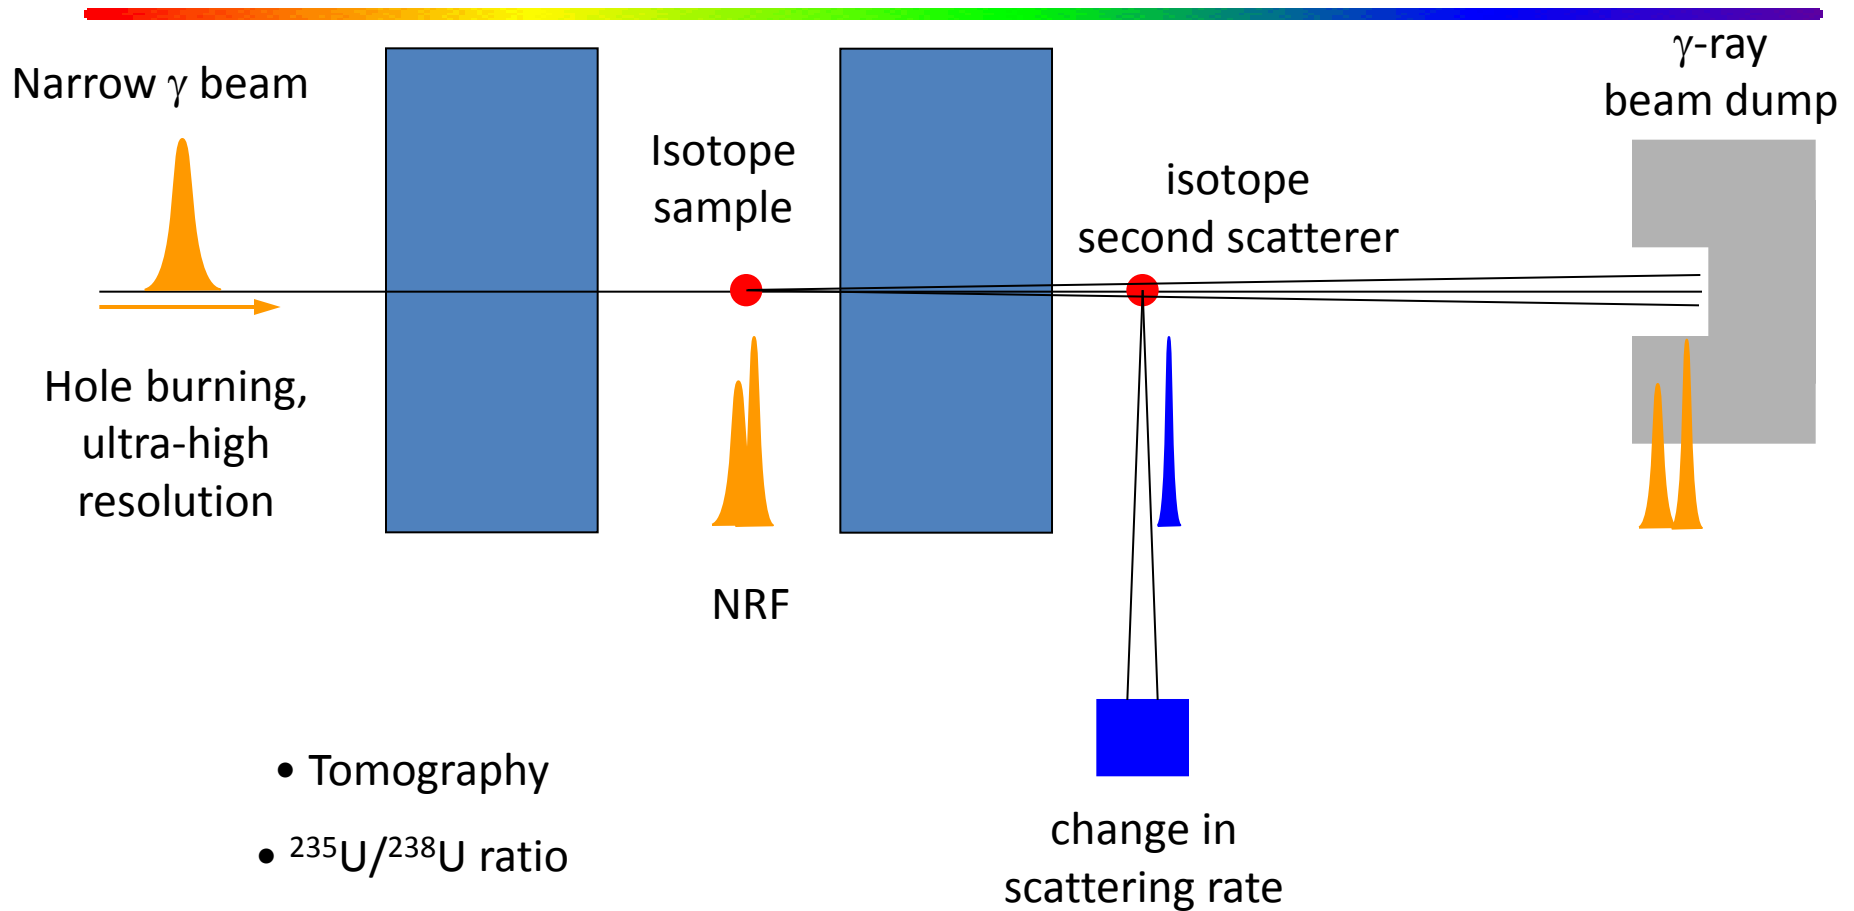 Narrow γ beam
Isotope
sample
isotope
second scatterer
γ-ray
beam dump
Hole burning,
ultra-high
resolution
NRF
• Tomography
• ²³⁵U/²³⁸U ratio
change in
scattering rate